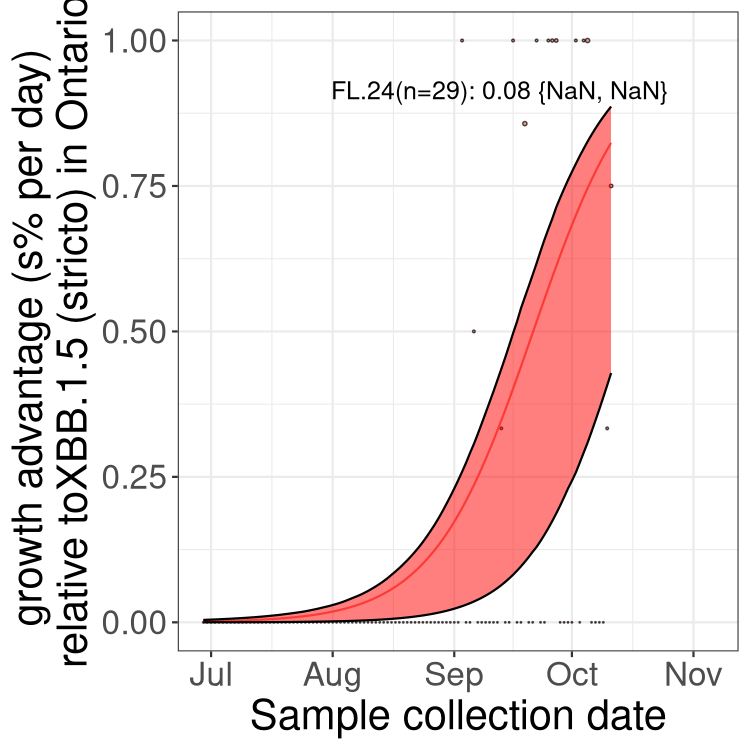 growth advantage (s% per day)
relative toXBB.1.5 (stricto) in Ontario
1.00
0.75
0.50
0.25
0.00
FL.24(n=29): 0.08 {NaN, NaN}
Jul Aug Sep Oct Nov
Sample collection date